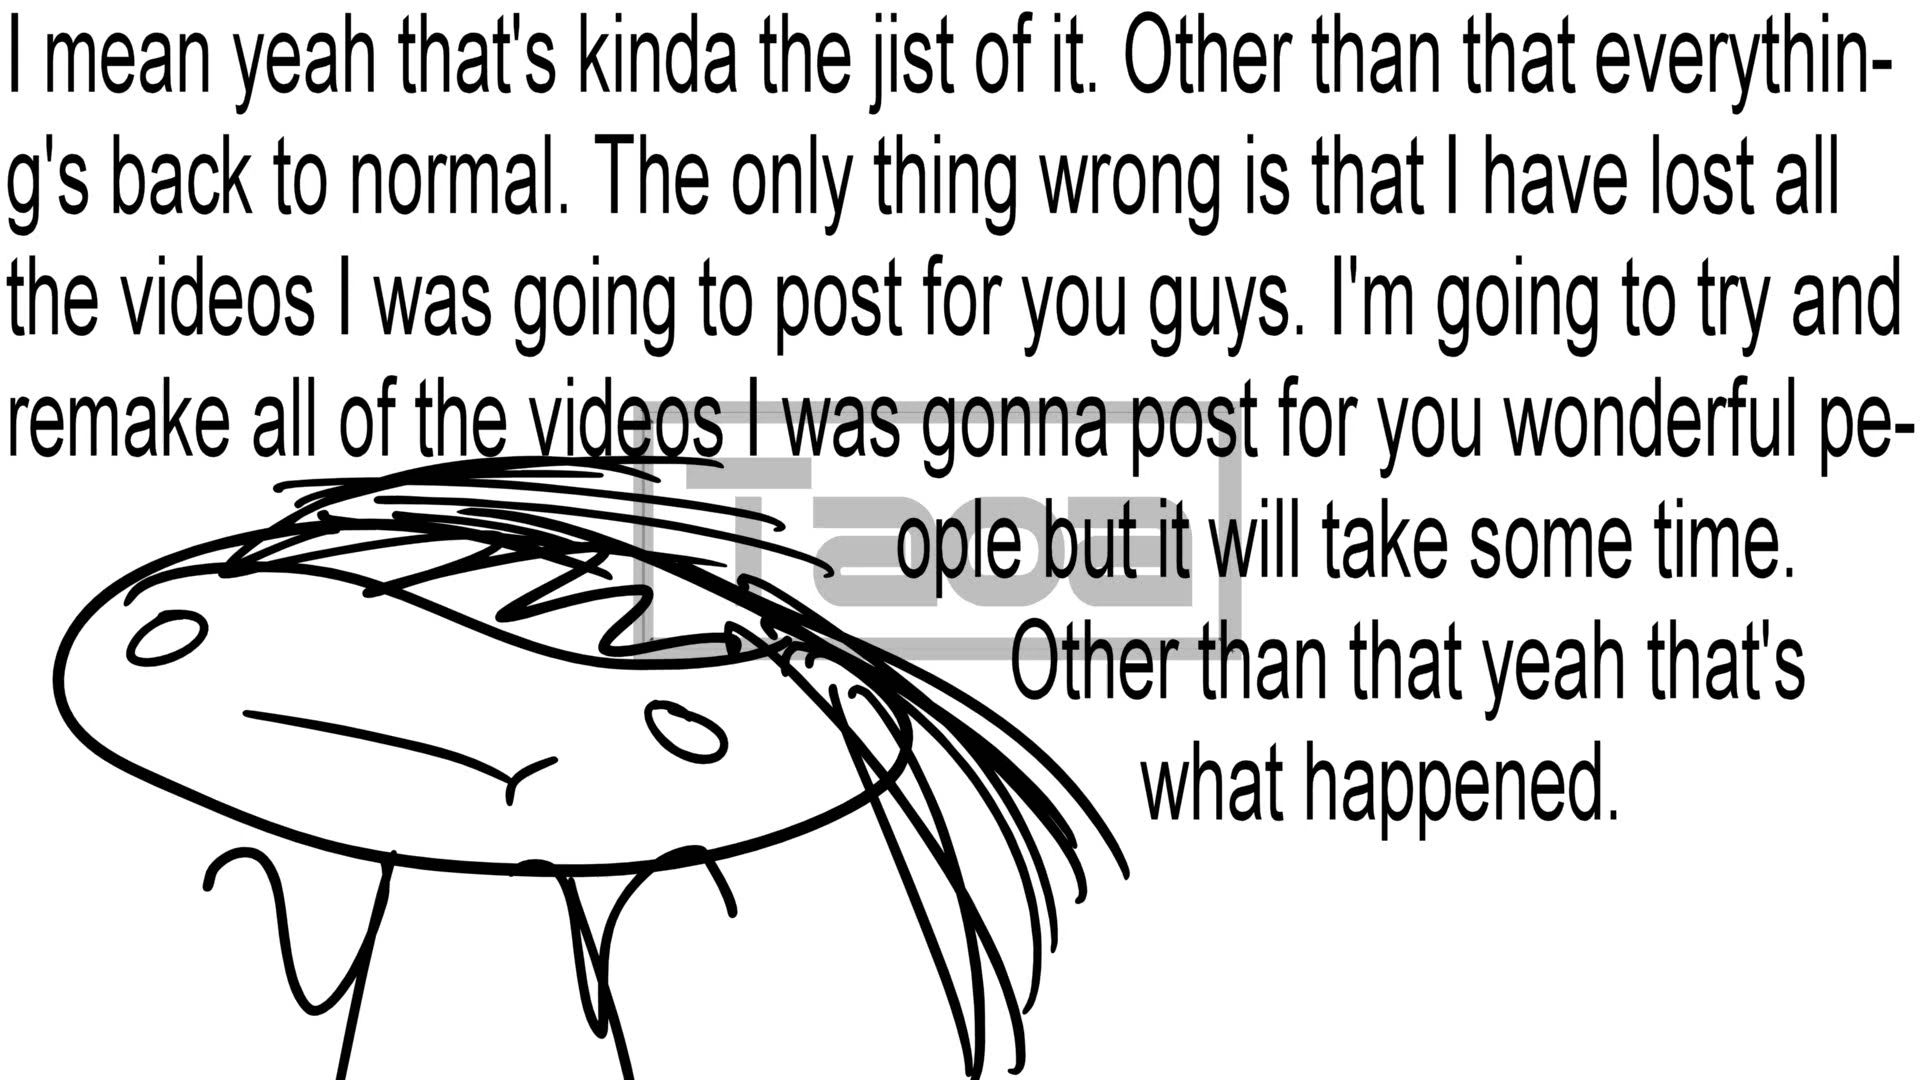 I mean yeah that's kinda the jist of it. Other than that everythin-
g's back to normal. The only thing wrong is that I have lost all
the videos I was going to post for you guys. I'm going to try and
remake all of the videos I was gonna post for you wonderful pe-
ople but it will take some time.
Other than that yeah that's
what happened.